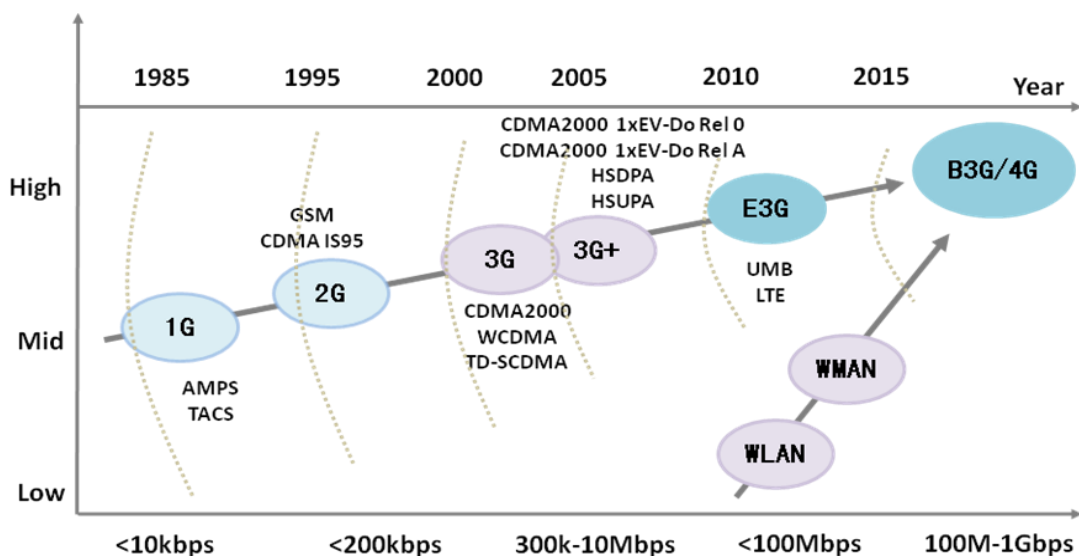 1985 1995 2000 2005 2010 2015 Year
CDMA2000 1xEV-Do Rel 0
CDMA2000 1xEV-Do Rel A
HSDPA
HSUPA
High
B3G/4G
E3G
GSM
CDMA IS95
3G
3G+
UMB
LTE
2G
CDMA2000
WCDMA
TD-SCDMA
1G
Mid
AMPS
TACS
WMAN
WLAN
Low
<10kbps <200kbps 300k-10Mbps <100Mbps 100M-1Gbps